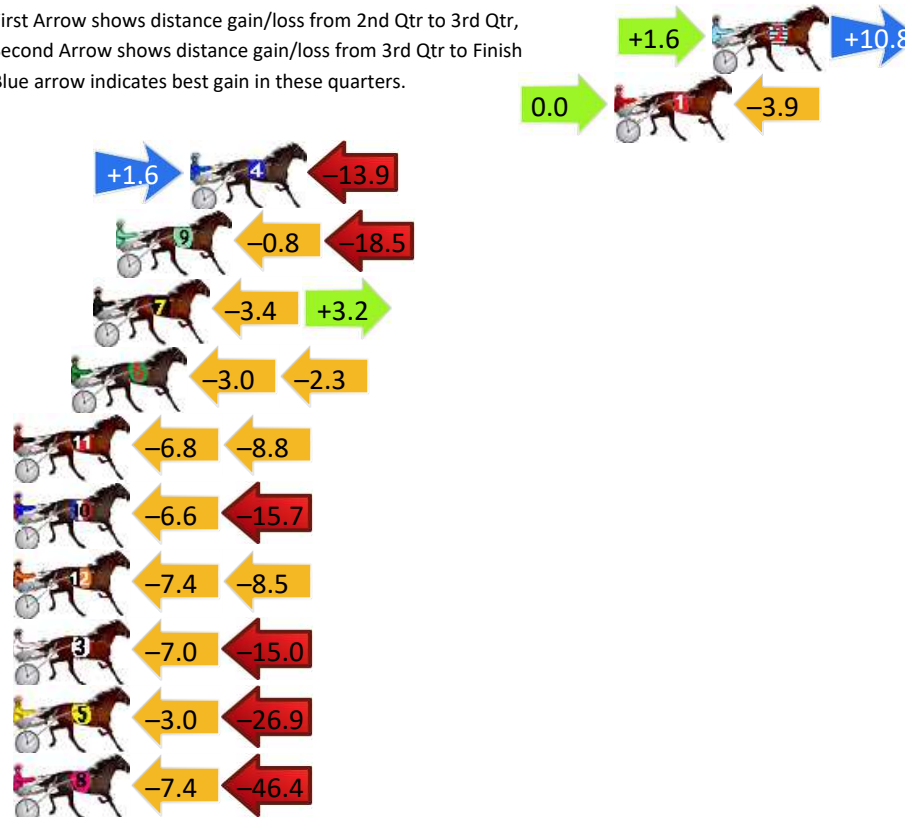 irst Arrow shows distance gain/loss from 2nd Qtr to 3rd Qtr,
econd Arrow shows distance gain/loss from 3rd Qtr to Finish
Blue arrow indicates best gain in these quarters.
+1.6 2 +10.8
0.0 1 –3.9
+1.6 4 –13.9
9 –0.8 –18.5
7 –3.4 +3.2
6 –3.0 –2.3
11 –6.8 –8.8
10 –6.6 –15.7
12 –7.4 –8.5
3 –7.0 –15.0
5 –3.0 –26.9
8 –7.4 –46.4